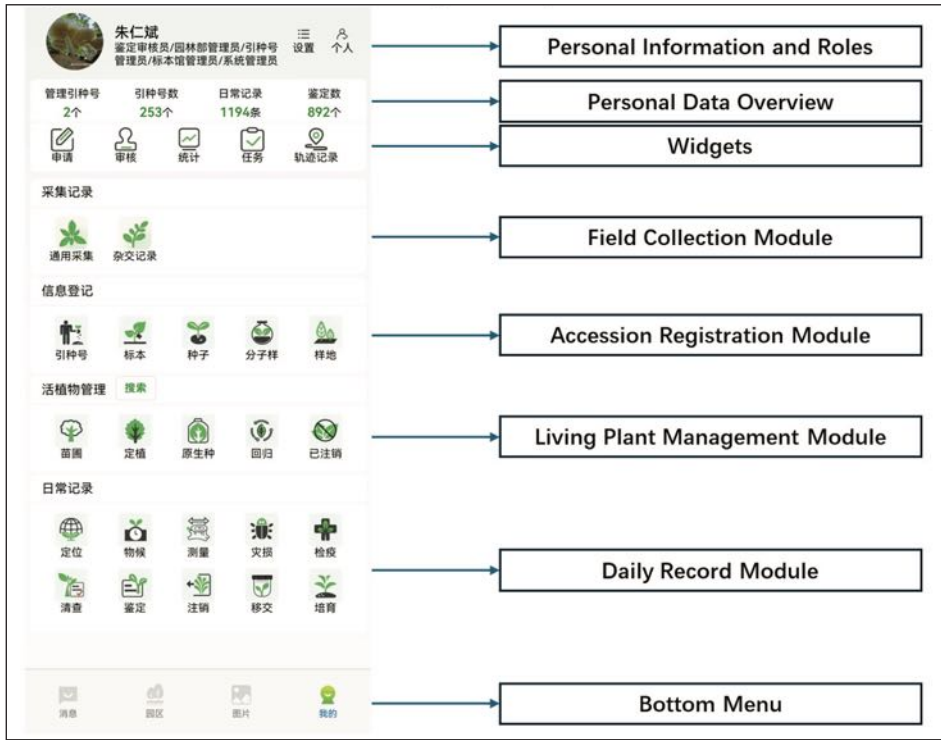 朱仁斌
鉴定审核员/园林部管理员/引种号
管理员/标本馆管理员/系统管理员
设置 个人
Personal Information and Roles
管理引种号 引种号数 日常记录 鉴定数
2个 253个 1194条 892个
Personal Data Overview
申请 审核 统计 任务 轨迹记录
Widgets
采集记录
通用采集 杂交记录
Field Collection Module
信息登记
引种号 标本 种子 分子样 样地
Accession Registration Module
活植物管理 搜索
苗圃 定植 原生种 回归 已注销
Living Plant Management Module
日常记录
定位 物候 测量 灾损 检疫
清查 鉴定 注销 移交 培育
Daily Record Module
消息 园区 图片 我的
Bottom Menu